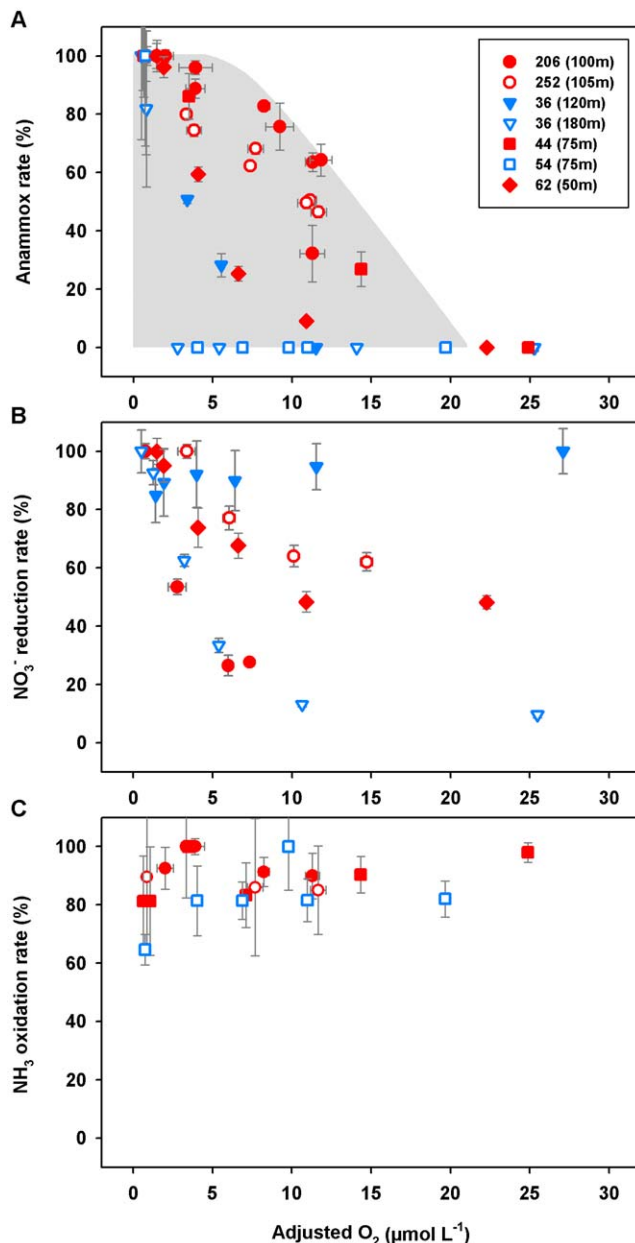 A
100
80
60
40
20
0
Anammox rate (%)
206 (100m)
252 (105m)
36 (120m)
36 (180m)
44 (75m)
54 (75m)
62 (50m)
0 5 10 15 20 25 30
B
100
80
60
40
20
0
NO₃⁻ reduction rate (%)
0 5 10 15 20 25 30
C
100
80
60
40
20
0
NH₃ oxidation rate (%)
0 5 10 15 20 25 30
Adjusted O₂ (µmol L⁻¹)